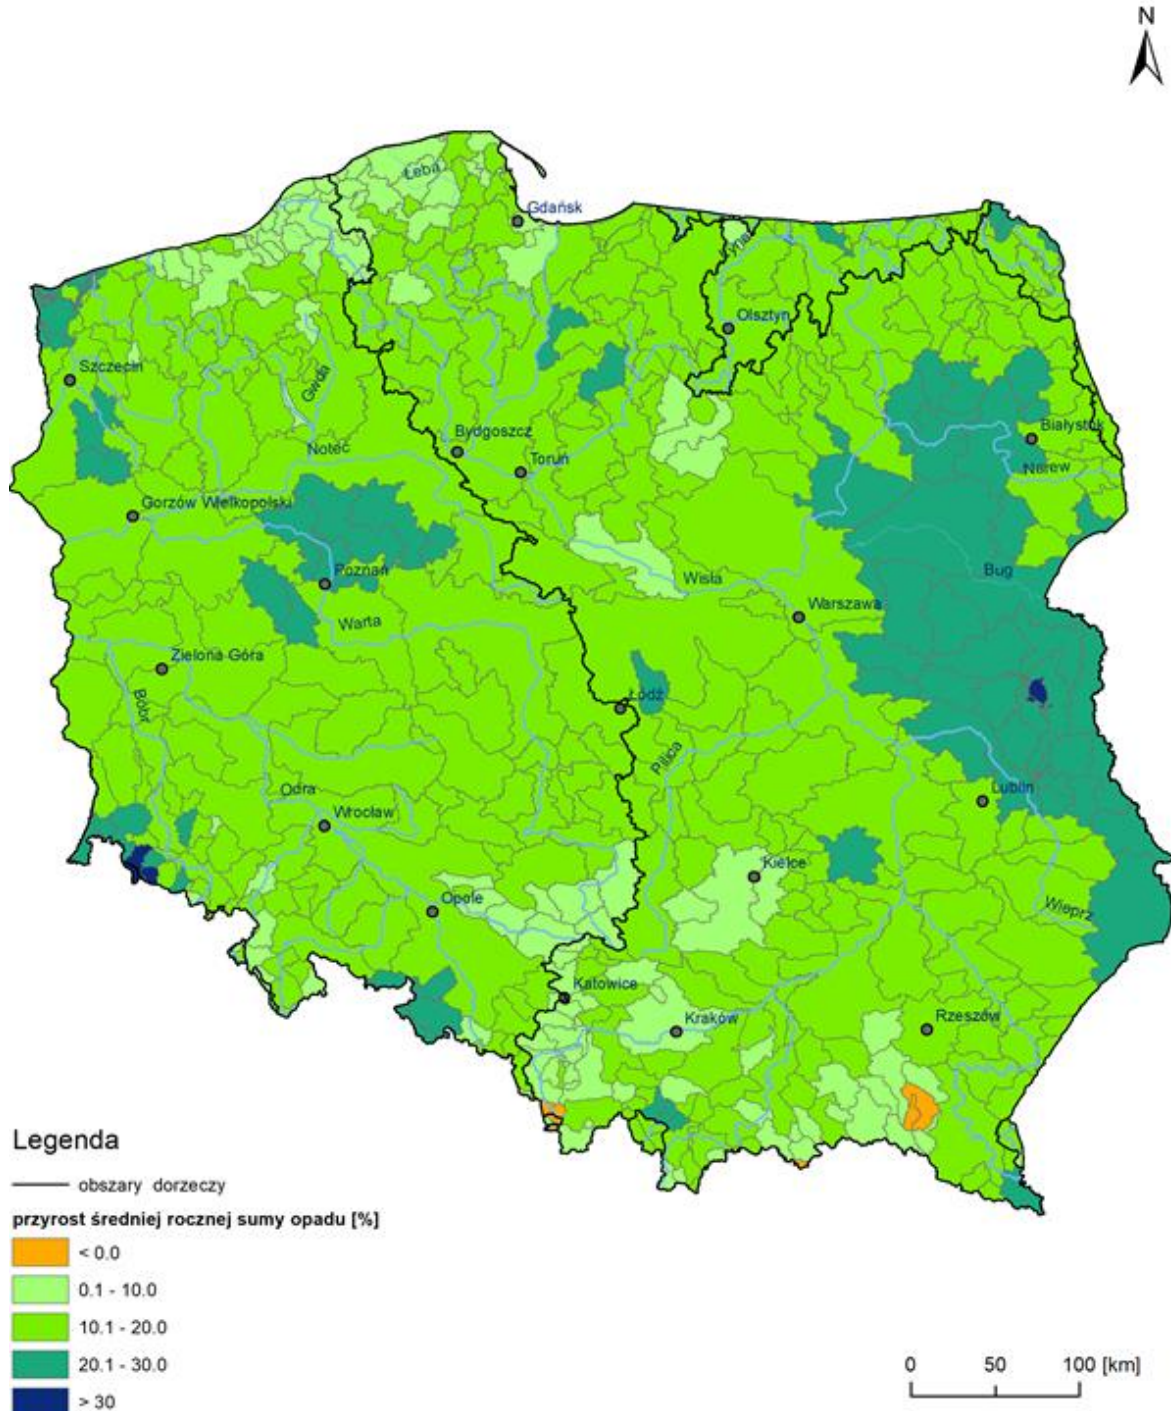 N
Łeba
Gdańsk
Łyna
Olsztyn
Szczecin
Gwda
Białystok
Bydgoszcz
Noteć
Toruń
Narew
Gorzów Wielkopolski
Poznań
Bug
Wisła
Warszawa
Warta
Zielona Góra
Bóbr
Łódź
Pilica
Odra
Lublin
Wrocław
Kielce
Opole
Wieprz
Katowice
Kraków
Rzeszów
Legenda
obszary dorzeczy
przyrost średniej rocznej sumy opadu [%]
< 0.0
0.1 - 10.0
10.1 - 20.0
20.1 - 30.0
> 30
0 50 100 [km]